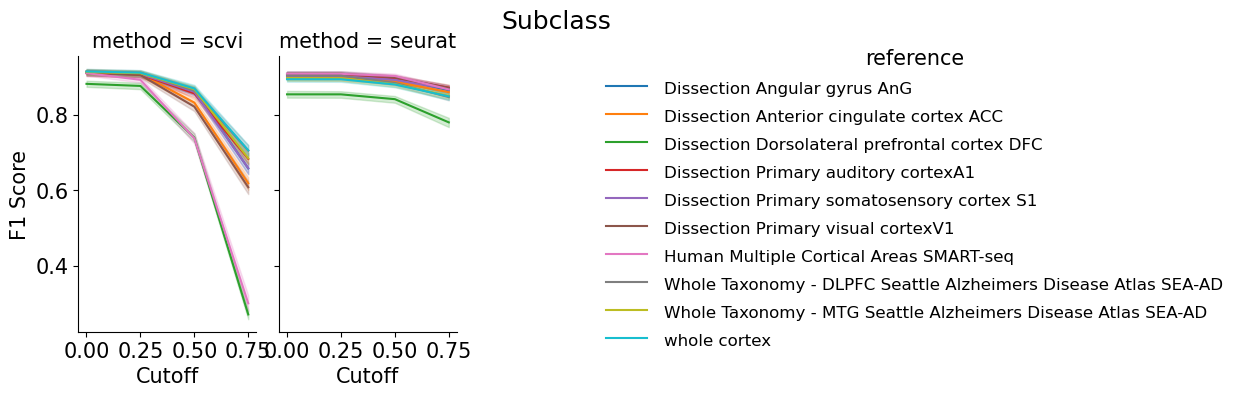 Subclass
method = scvi
method = seurat
reference
Dissection Angular gyrus AnG
Dissection Anterior cingulate cortex ACC
Dissection Dorsolateral prefrontal cortex DFC
Dissection Primary auditory cortexA1
Dissection Primary somatosensory cortex S1
Dissection Primary visual cortexV1
Human Multiple Cortical Areas SMART-seq
Whole Taxonomy - DLPFC Seattle Alzheimers Disease Atlas SEA-AD
Whole Taxonomy - MTG Seattle Alzheimers Disease Atlas SEA-AD
whole cortex
F1 Score
0.8
0.6
0.4
0.00 0.25 0.50 0.75
0.00 0.25 0.50 0.75
Cutoff
Cutoff